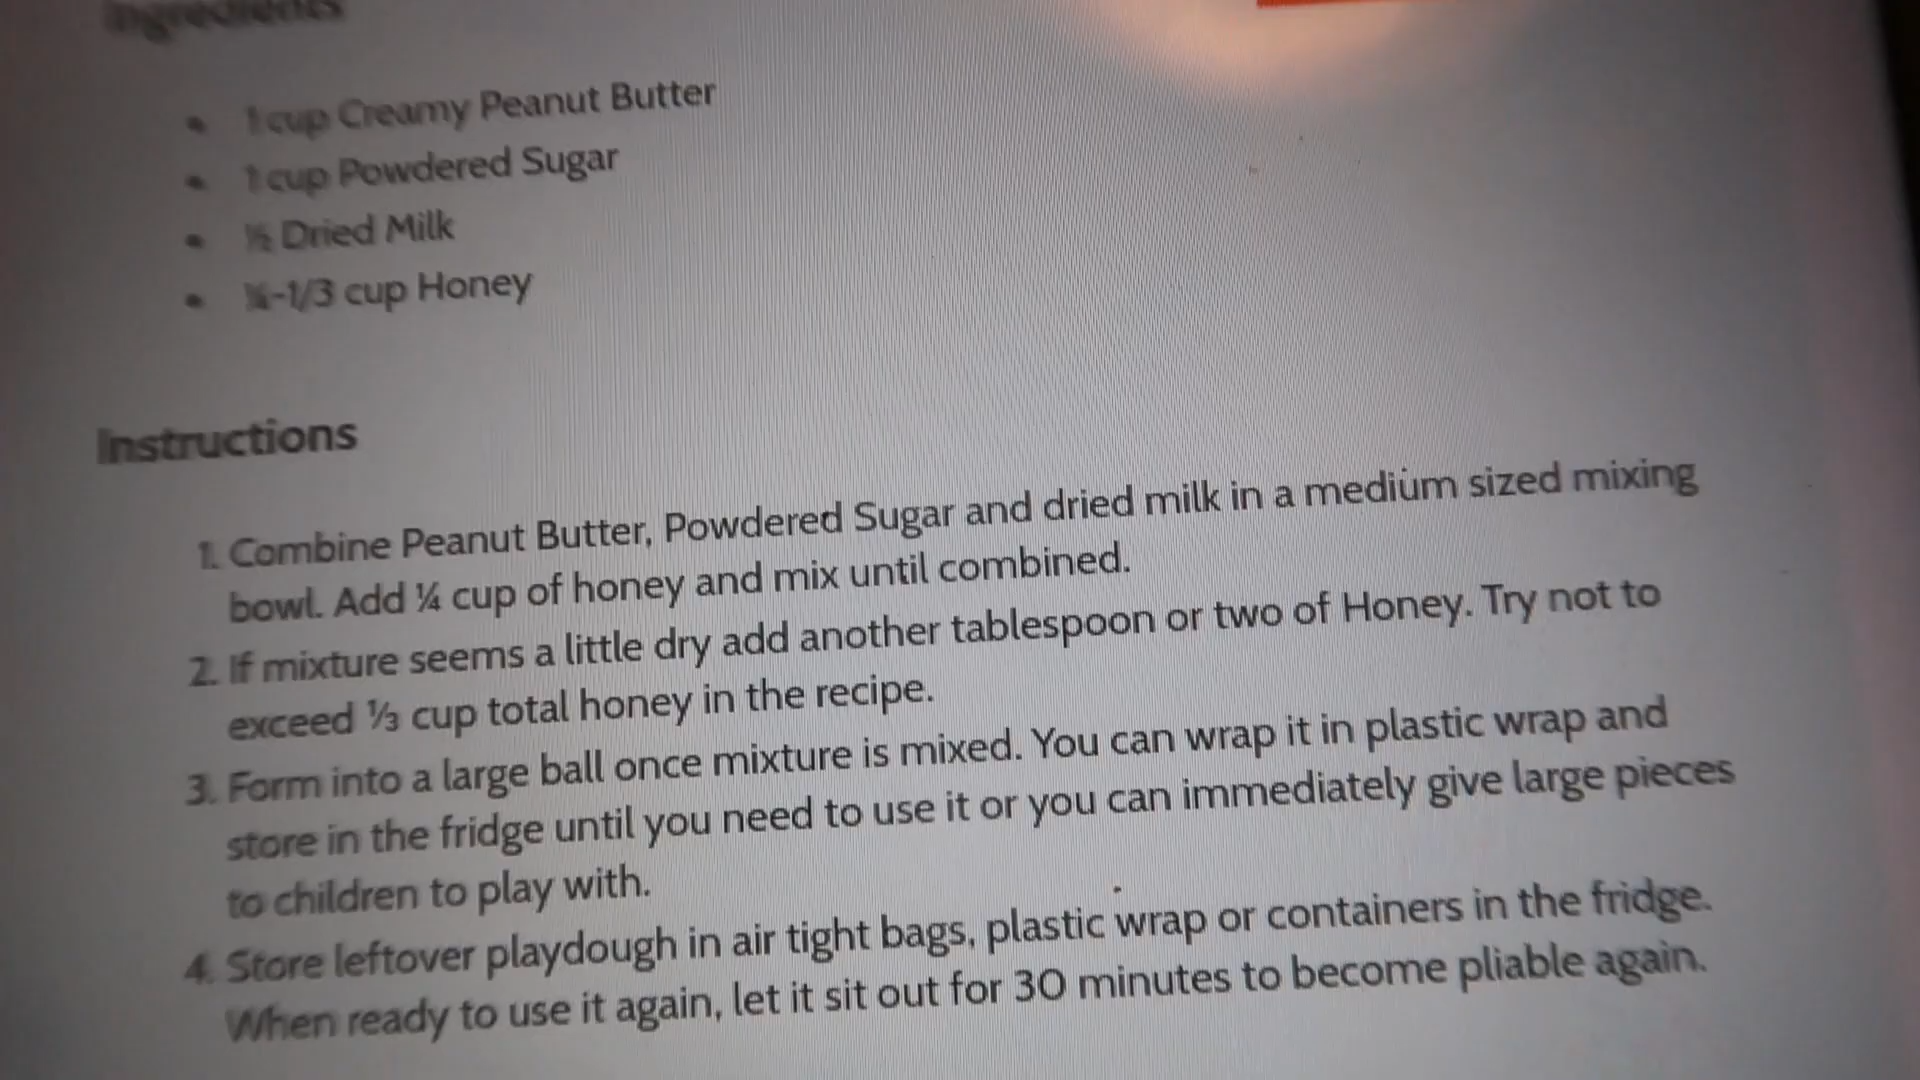 Ingredients
• 1 cup Creamy Peanut Butter
• 1 cup Powdered Sugar
• ½ Dried Milk
• ¼-1/3 cup Honey
Instructions
1. Combine Peanut Butter, Powdered Sugar and dried milk in a medium sized mixing
bowl. Add ¼ cup of honey and mix until combined.
2. If mixture seems a little dry add another tablespoon or two of Honey. Try not to
exceed ⅓ cup total honey in the recipe.
3. Form into a large ball once mixture is mixed. You can wrap it in plastic wrap and
store in the fridge until you need to use it or you can immediately give large pieces
to children to play with.
4. Store leftover playdough in air tight bags, plastic wrap or containers in the fridge.
When ready to use it again, let it sit out for 30 minutes to become pliable again.